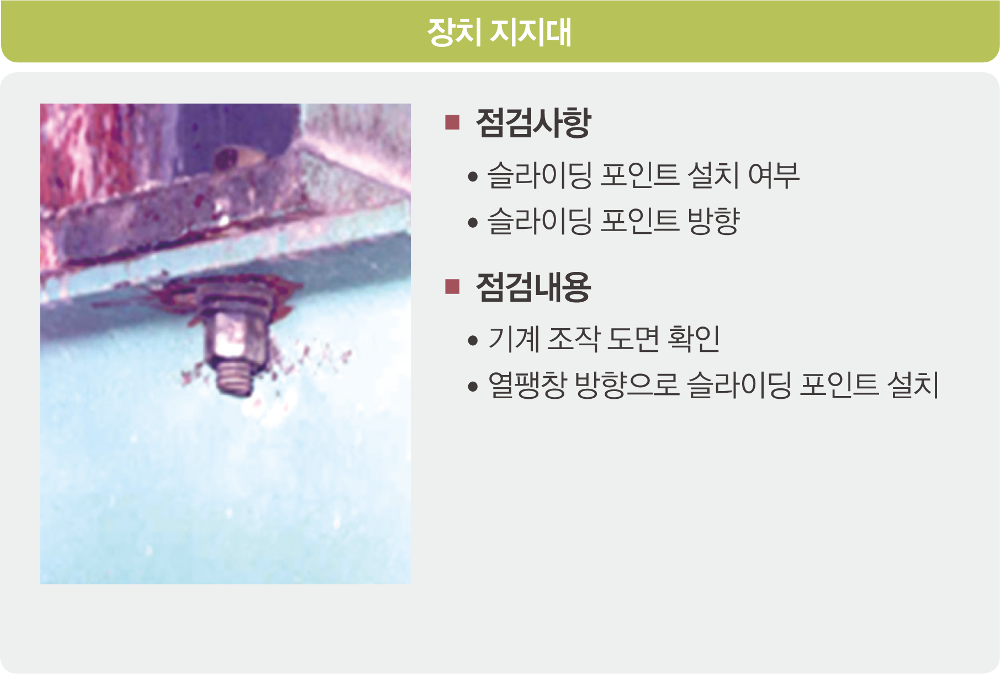 장치 지지대
■ 점검사항
• 슬라이딩 포인트 설치 여부
• 슬라이딩 포인트 방향
■ 점검내용
• 기계 조작 도면 확인
• 열팽창 방향으로 슬라이딩 포인트 설치